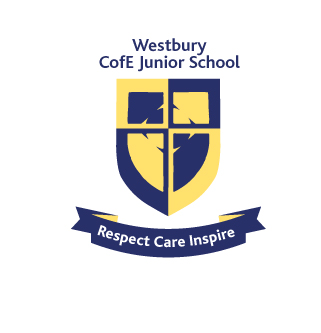 Westbury
CofE Junior School
Respect Care Inspire